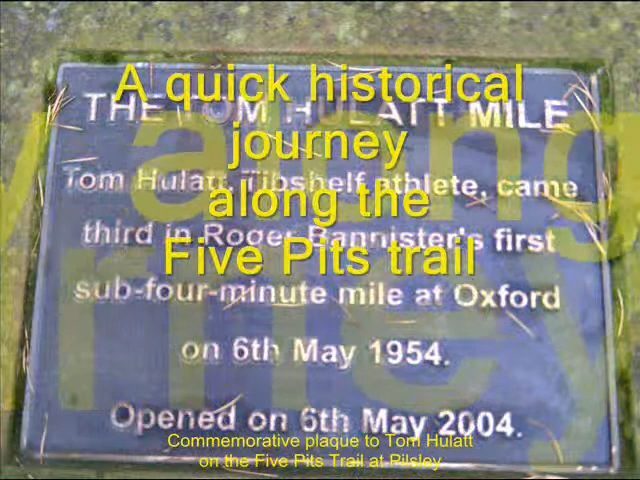 A quick historical
journey
along the
Five Pits trail
THE TOM HULATT MILE
Tom Hulatt, Tibshelf athlete, came
third in Roger Bannister's first
sub-four-minute mile at Oxford
on 6th May 1954.
Opened on 6th May 2004.
Commemorative plaque to Tom Hulatt
on the Five Pits Trail at Pilsley